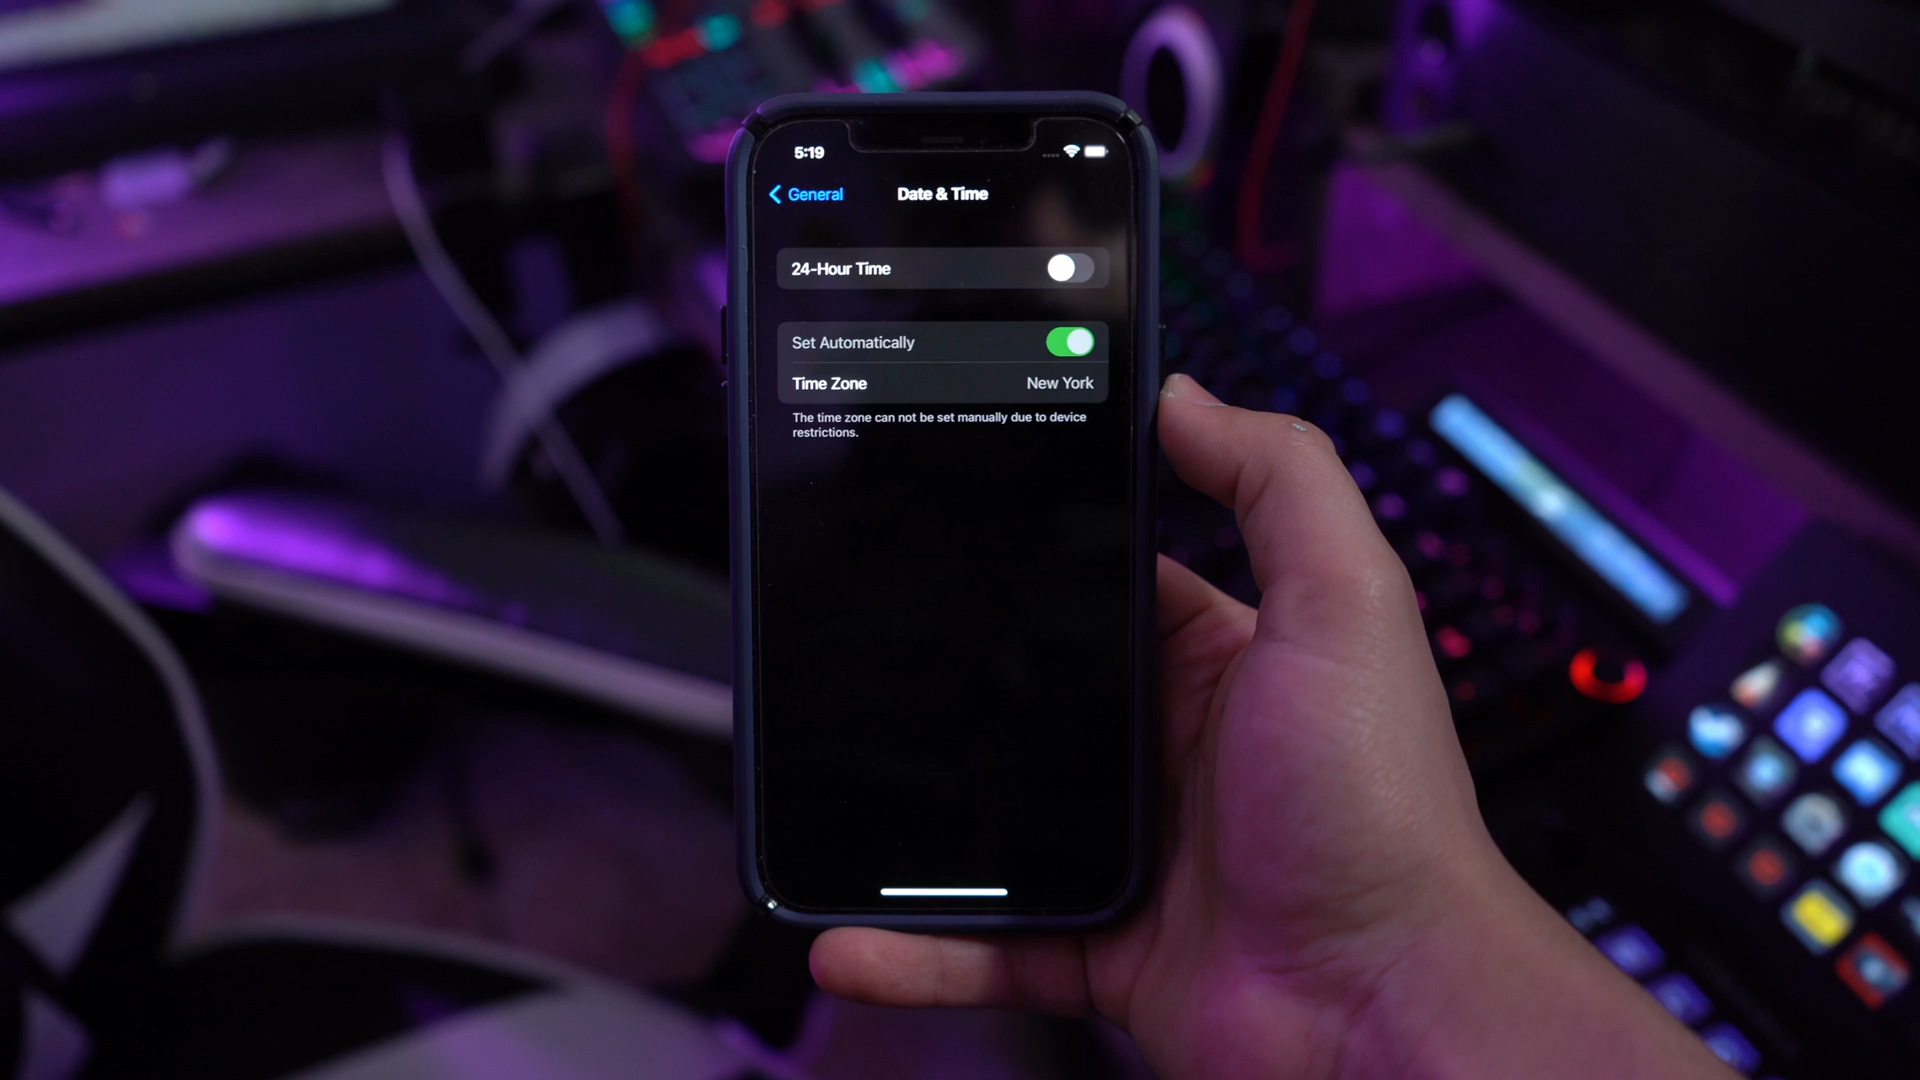 5:19
General
Date & Time
24-Hour Time
Set Automatically
Time Zone New York
The time zone can not be set manually due to device
restrictions.